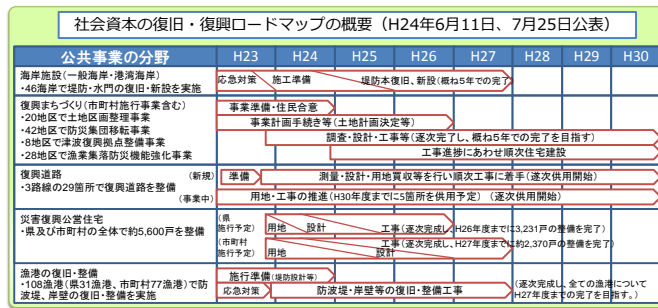 社会資本の復旧・復興ロードマップの概要（H24年6月11日、7月25日公表）
公共事業の分野 H23 H24 H25 H26 H27 H28 H29 H30
海岸施設(一般海岸・港湾海岸)
・46海岸で堤防・水門の復旧・新設を実施
応急対策 施工準備 堤防本復旧、新設(概ね5年での完了)
復興まちづくり(市町村施行事業含む)
・20地区で土地区画整理事業
・42地区で防災集団移転事業
・8地区で津波復興拠点整備事業
・28地区で漁業集落防災機能強化事業
事業準備・住民合意
事業計画手続き等(土地計画決定等)
調査・設計・工事等(逐次完了し、概ね5年での完了を目指す)
工事進捗にあわせ順次住宅建設
復興道路 (新規)
・3路線の29箇所で復興道路を整備
(事業中)
準備 測量・設計・用地買収等を行い順次工事に着手(逐次供用開始)
用地・工事の推進(H30年度までに5箇所を供用予定) (逐次供用開始)
災害復興公営住宅
・県及び市町村の全体で約5,600戸を整備
(県施行予定)
用地 設計 工事(逐次完成し、H26年度までに3,231戸の整備を完了)
(市町村施行予定)
用地 設計 工事(逐次完成し、H27年度までに約2,370戸の整備を完了)
漁港の復旧・整備
・108漁港(県31漁港、市町村77漁港)で防波堤、岸壁の復旧・整備を実施
施行準備(堤防設計等)
応急対策 防波堤・岸壁等の復旧・整備工事
(逐次完成し、全ての漁港について
H27年度までの完了を目指す。)